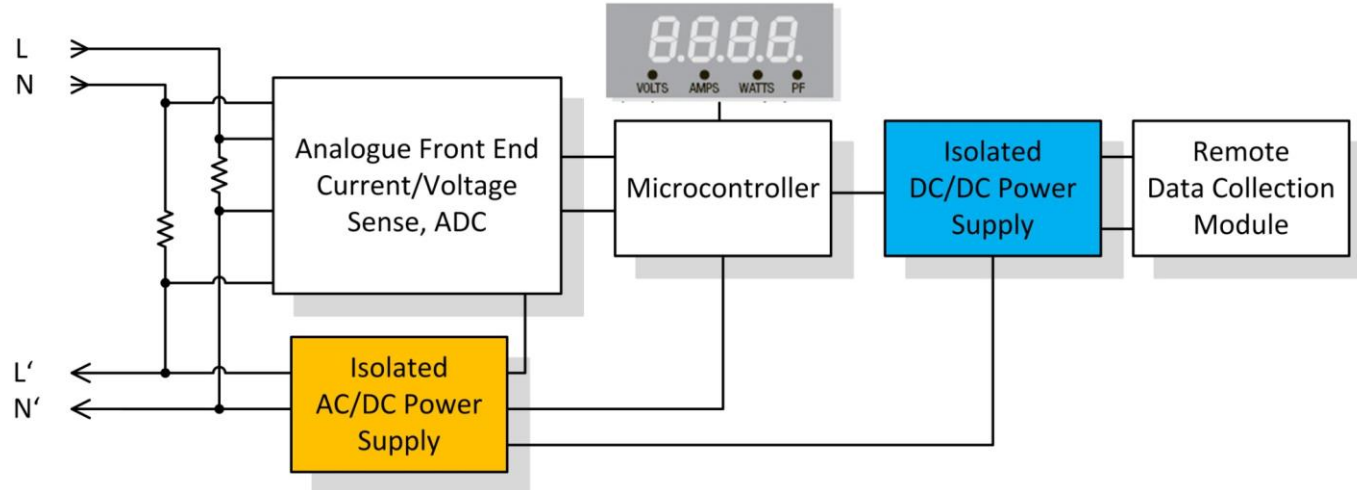 L
N
8.8.8.8.
VOLTS AMPS WATTS PF
Analogue Front End
Current/Voltage
Sense, ADC
Microcontroller
Isolated
DC/DC Power
Supply
Remote
Data Collection
Module
L‘
N‘
Isolated
AC/DC Power
Supply